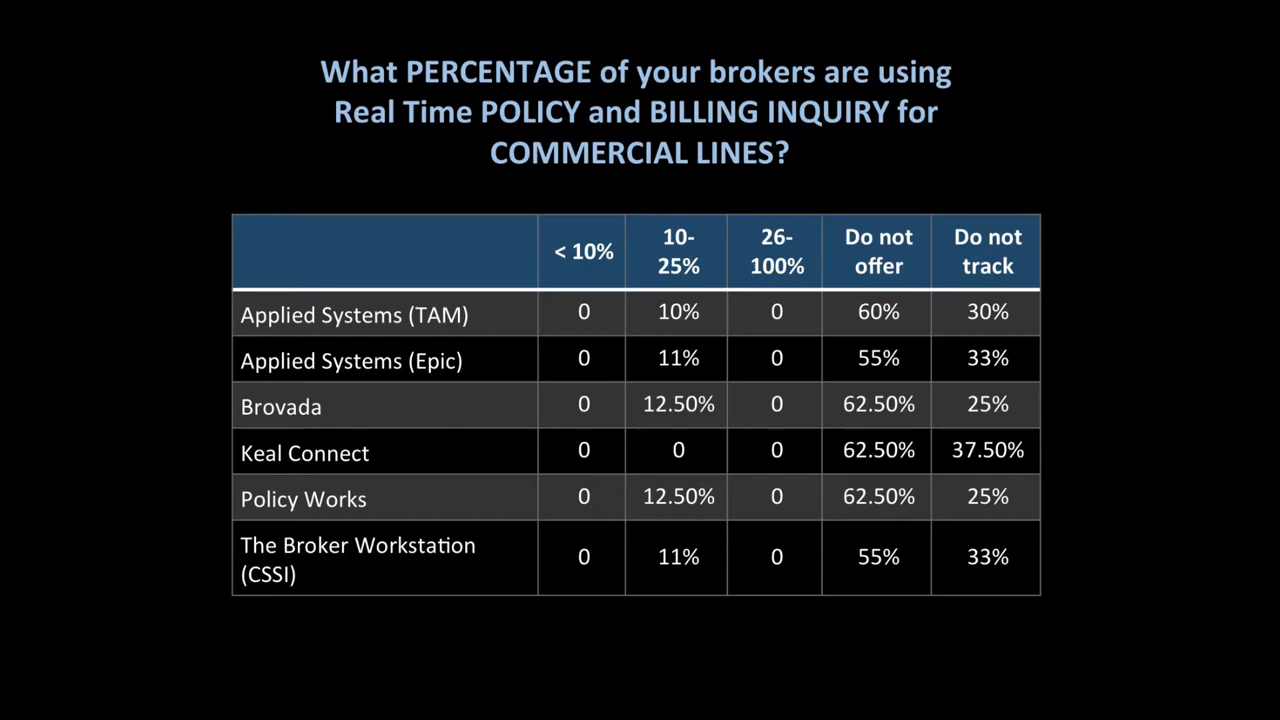 What PERCENTAGE of your brokers are using
Real Time POLICY and BILLING INQUIRY for
COMMERCIAL LINES?
< 10% 10-25% 26-100% Do not offer Do not track
Applied Systems (TAM) 0 10% 0 60% 30%
Applied Systems (Epic) 0 11% 0 55% 33%
Brovada 0 12.50% 0 62.50% 25%
Keal Connect 0 0 0 62.50% 37.50%
Policy Works 0 12.50% 0 62.50% 25%
The Broker Workstation
(CSSI) 0 11% 0 55% 33%